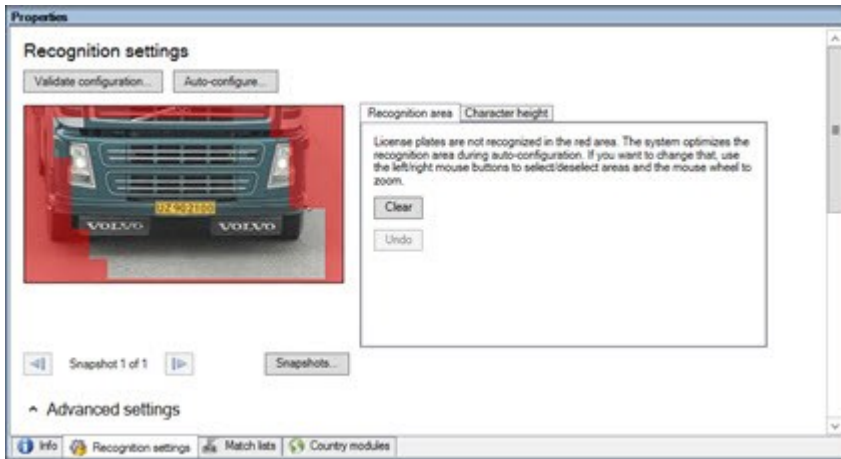 Properties
Recognition settings
Validate configuration...
Auto-configure...
Recognition area
Character height
License plates are not recognized in the red area. The system optimizes the
recognition area during auto-configuration. If you want to change that, use
the left/right mouse buttons to select/deselect areas and the mouse wheel to
zoom.
Clear
Undo
VOLVO
VOLVO
Snapshot 1 of 1
Snapshots...
Advanced settings
Info
Recognition settings
Match lists
Country modules